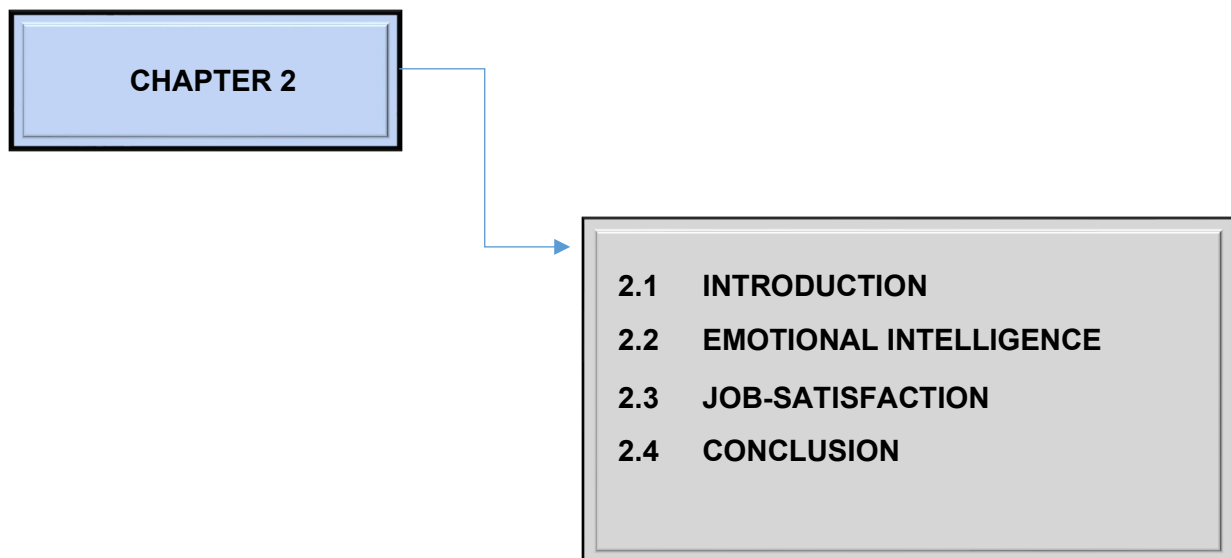 CHAPTER 2
2.1 INTRODUCTION
2.2 EMOTIONAL INTELLIGENCE
2.3 JOB-SATISFACTION
2.4 CONCLUSION